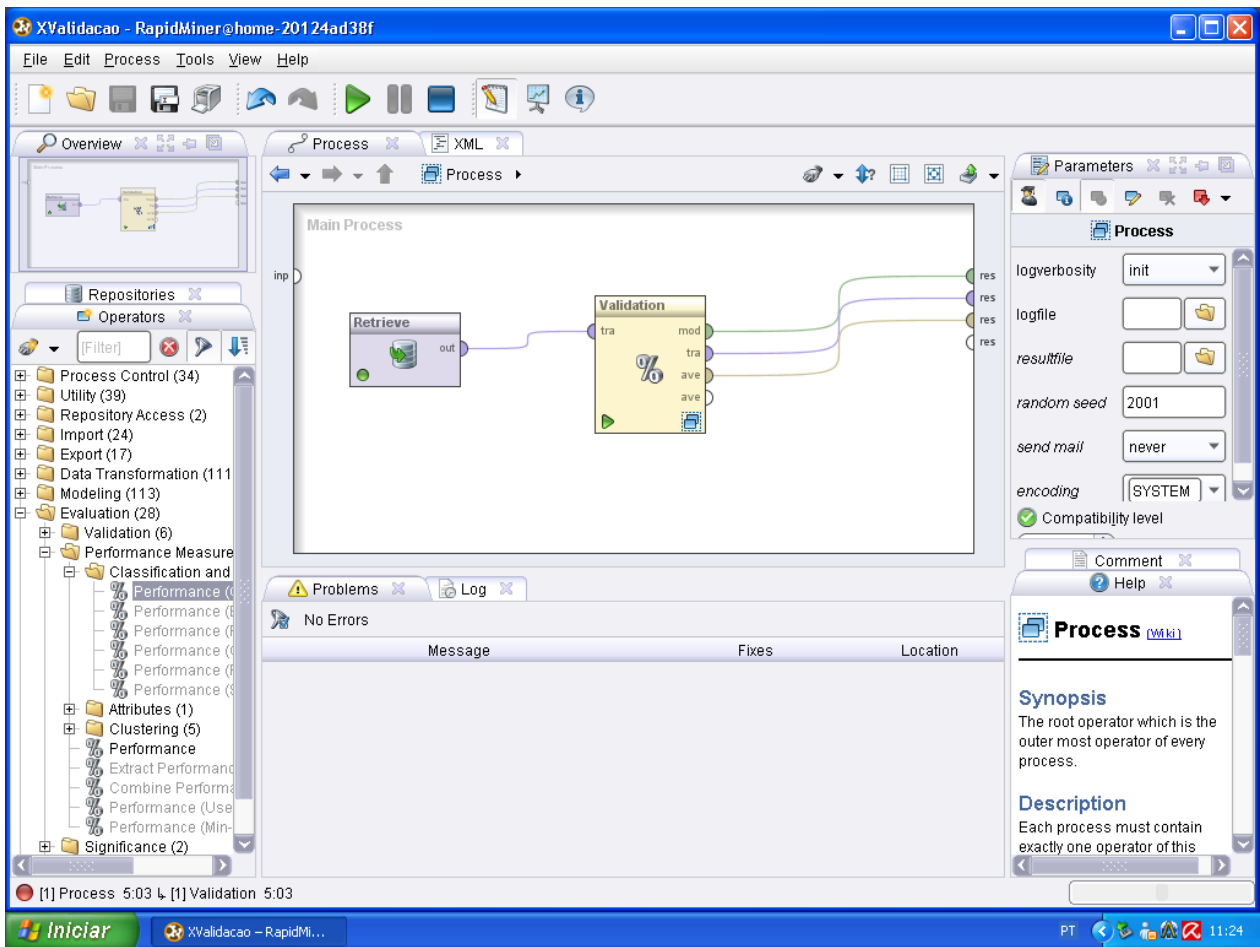 XValidacao - RapidMiner@home-20124ad38f
File Edit Process Tools View Help
Overview
Process
XML
Process
Main Process
inp
Retrieve
out
Validation
tra
mod
tra
ave
ave
res
res
res
res
Repositories
Operators
[Filter]
Process Control (34)
Utility (39)
Repository Access (2)
Import (24)
Export (17)
Data Transformation (111
Modeling (113)
Evaluation (28)
Validation (6)
Performance Measure
Classification and
Performance (
Performance (
Performance (
Performance (
Performance (
Performance (
Attributes (1)
Clustering (5)
Performance
Extract Performanc
Combine Performa
Performance (Use
Performance (Min-
Significance (2)
Problems
Log
No Errors
Message Fixes Location
Parameters
Process
logverbosity init
logfile
resultfile
random seed 2001
send mail never
encoding SYSTEM
Compatibility level
Comment
Help
Process (Wiki)
Synopsis
The root operator which is the
outer most operator of every
process.
Description
Each process must contain
exactly one operator of this
[1] Process 5:03 ↳ [1] Validation 5:03
Iniciar
XValidacao – RapidMi...
PT
11:24